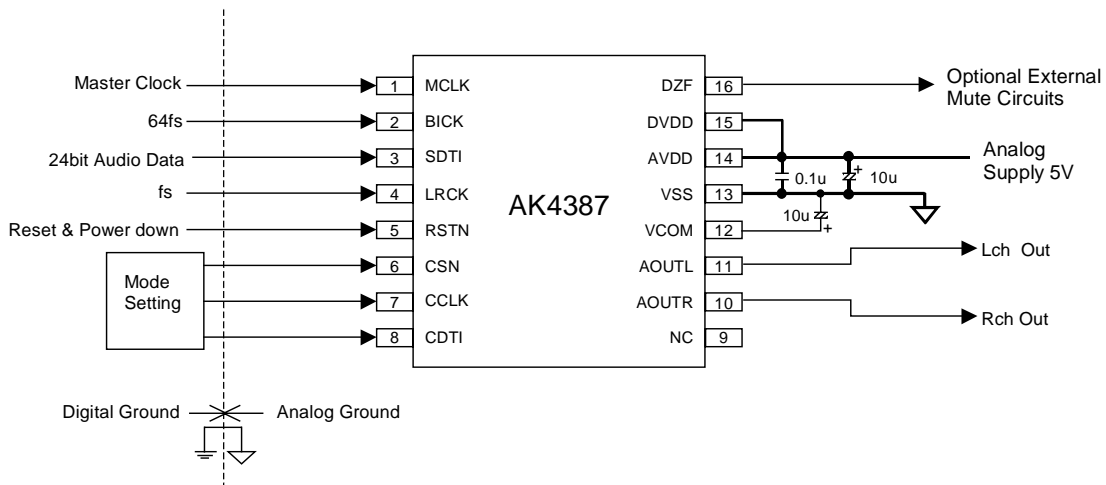 Master Clock 1 MCLK DZF 16 Optional External
Mute Circuits
64fs 2 BICK DVDD 15
24bit Audio Data 3 SDTI AVDD 14 Analog
Supply 5V
0.1u + 10u
fs 4 LRCK VSS 13
AK4387
10u +
Reset & Power down 5 RSTN VCOM 12
Mode
Setting
6 CSN AOUTL 11 Lch Out
7 CCLK AOUTR 10 Rch Out
8 CDTI NC 9
Digital Ground Analog Ground